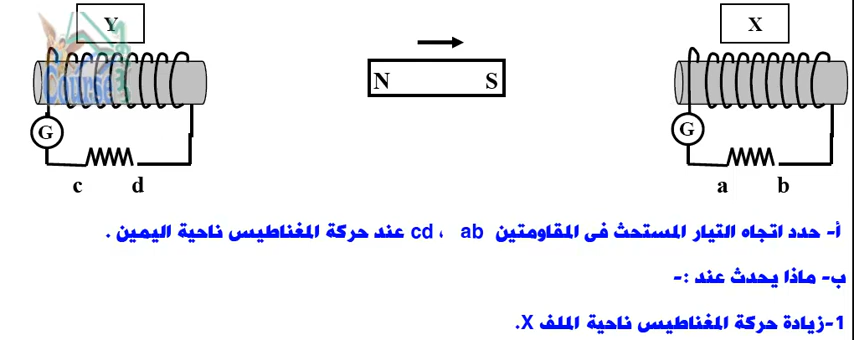 Y
X
N S
G
G
c d
a b
أ- حدد اتجاه التيار المستحث فى المقاومتين cd ، ab عند حركة المغناطيس ناحية اليمين .
ب- ماذا يحدث عند :-
1-زيادة حركة المغناطيس ناحية الملف X.
Course